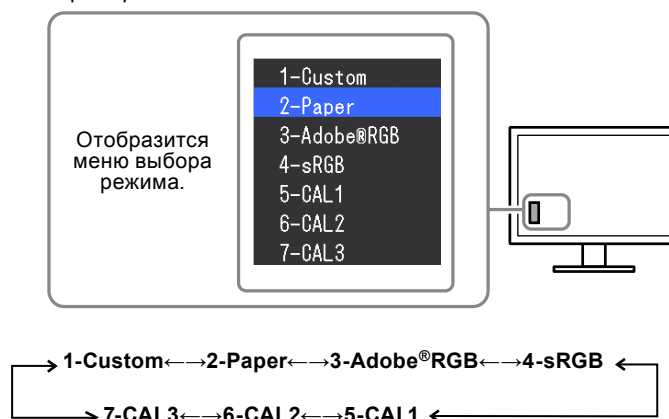 Отобразится
меню выбора
режима.
1-Custom
2-Paper
3-Adobe®RGB
4-sRGB
5-CAL1
6-CAL2
7-CAL3
1-Custom←→2-Paper←→3-Adobe®RGB←→4-sRGB
7-CAL3←→6-CAL2←→5-CAL1